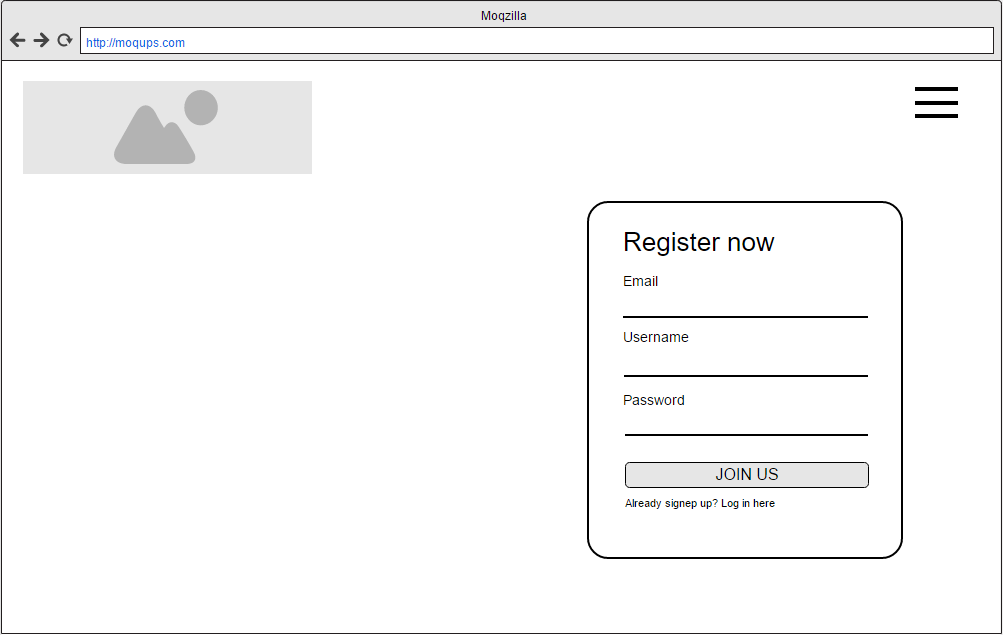 Moqzilla
http://moqups.com
Register now
Email
Username
Password
JOIN US
Already signep up? Log in here